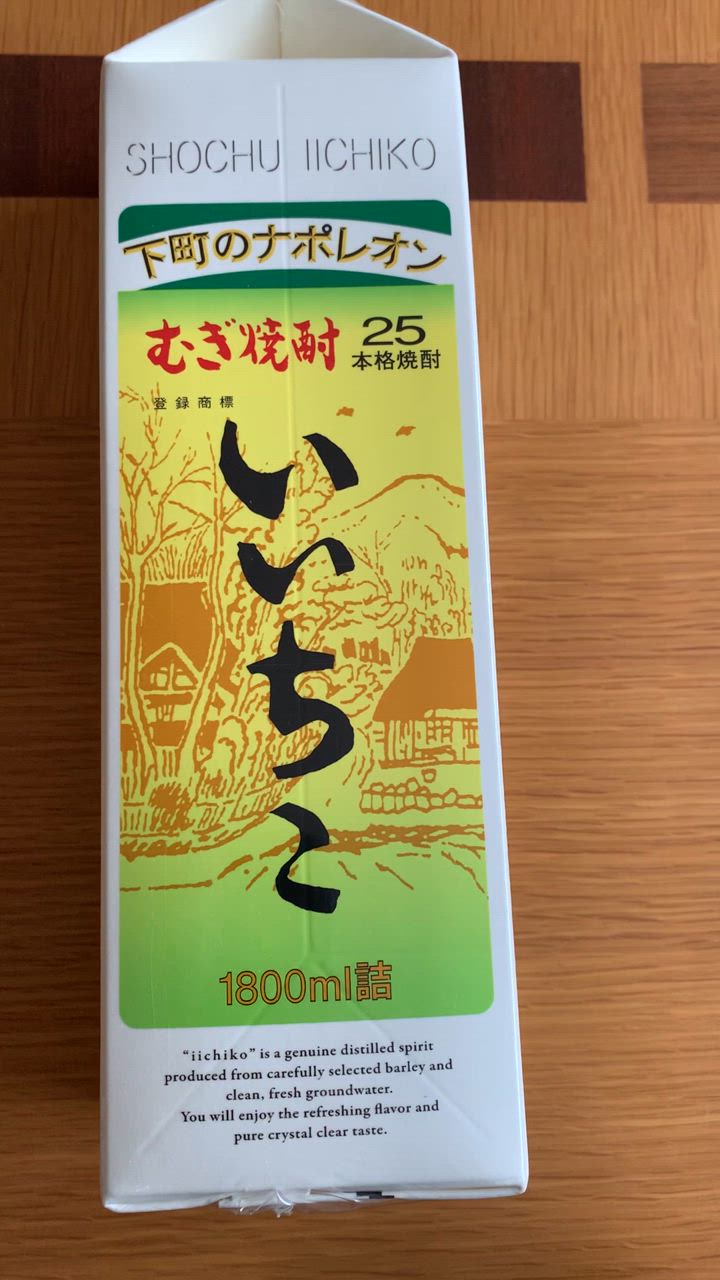 SHOCHU IICHIKO
下町のナポレオン
むぎ焼酎 25
本格焼酎
登録商標
いいちこ
1800ml詰
“iichiko” is a genuine distilled spirit
produced from carefully selected barley and
clean, fresh groundwater.
You will enjoy the refreshing flavor and
pure crystal clear taste.